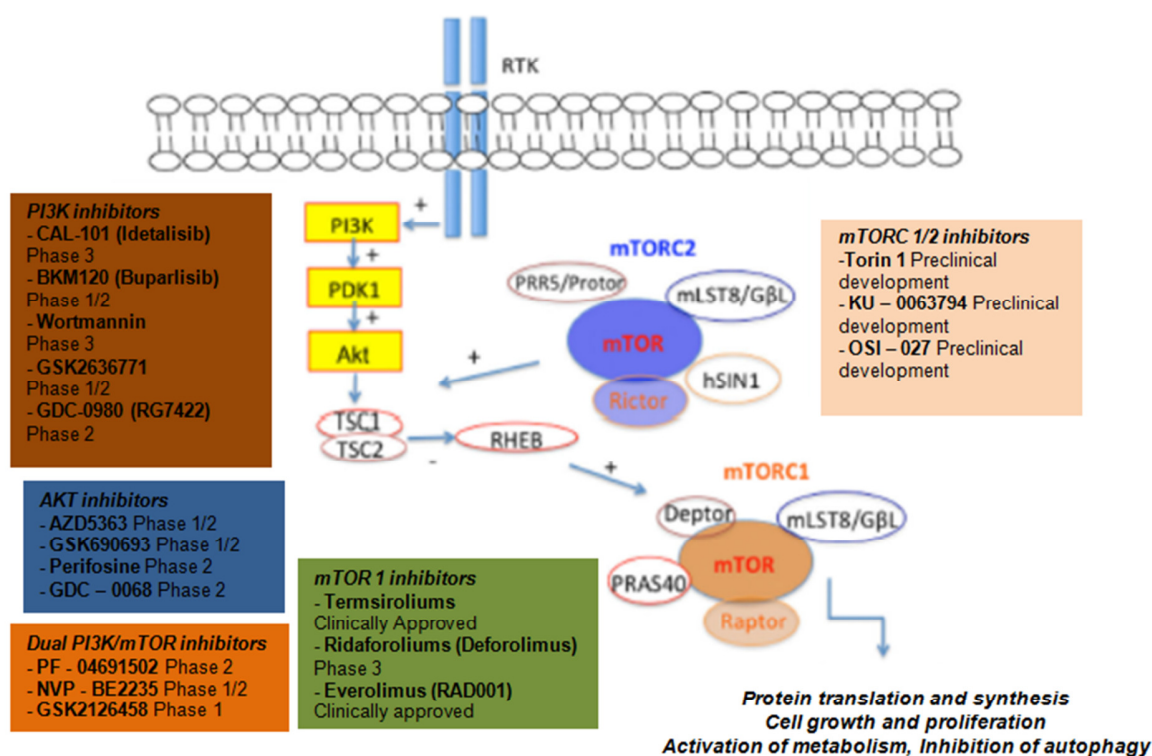 RTK
PI3K inhibitors
- CAL-101 (Idetalisib)
Phase 3
- BKM120 (Buparlisib)
Phase 1/2
- Wortmannin
Phase 3
- GSK2636771
Phase 1/2
- GDC-0980 (RG7422)
Phase 2
+
PI3K
+
PDK1
+
Akt
+
TSC1
TSC2
-
RHEB
+
mTORC2
PRR5/Protor
mLST8/GβL
mTOR
hSIN1
Rictor
mTORC 1/2 inhibitors
-Torin 1 Preclinical
development
- KU – 0063794 Preclinical
development
- OSI – 027 Preclinical
development
mTORC1
Deptor
mLST8/GβL
mTOR
PRAS40
Raptor
AKT inhibitors
- AZD5363 Phase 1/2
- GSK690693 Phase 1/2
- Perifosine Phase 2
- GDC – 0068 Phase 2
Dual PI3K/mTOR inhibitors
- PF - 04691502 Phase 2
- NVP - BE2235 Phase 1/2
- GSK2126458 Phase 1
mTOR 1 inhibitors
- Termsiroliums
Clinically Approved
- Ridaforoliums (Deforolimus)
Phase 3
- Everolimus (RAD001)
Clinically approved
Protein translation and synthesis
Cell growth and proliferation
Activation of metabolism, Inhibition of autophagy